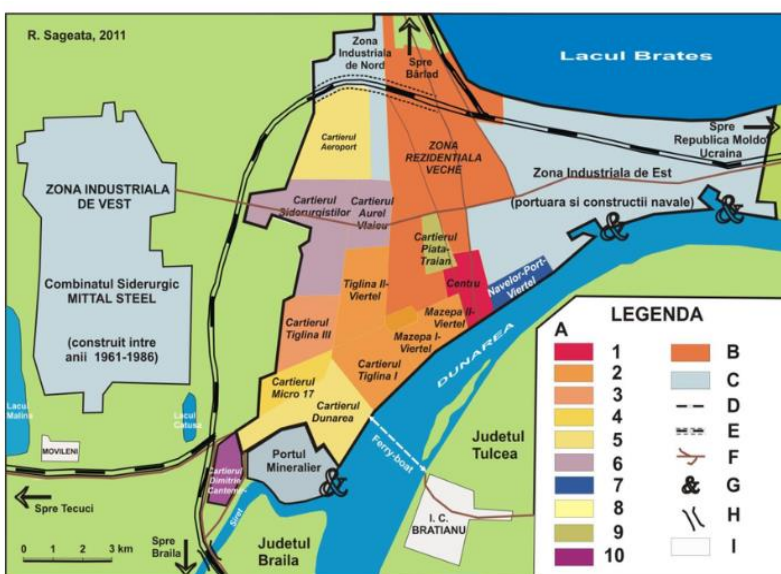 R. Sageata, 2011
Zona
Industriala
de Nord
Spre
Bârlad
Lacul Brates
Spre
Republica Moldo
Ucraina
Cartierul
Aeroport
ZONA
REZIDENTIALA
VECHE
Zona Industriala de Est
(portuara si constructii navale)
&
&
ZONA INDUSTRIALA
DE VEST
Combinatul Siderurgic
MITTAL STEEL
(construit intre
anii 1961-1986)
Cartierul
Siderurgistilor
Cartierul
Aurel
Vlaicu
Cartierul
Piata-
Traian
Centru
Navelor-Port-
Viertel
Tiglina II-
Viertel
Mazepa II-
Viertel
Mazepa I-
Viertel
Cartierul
Tiglina III
Cartierul
Tiglina I
Cartierul
Micro 17
Cartierul
Dunarea
DUNAREA
Lacul
Malina
Lacul
Catusa
MOVILENI
Cartierul
Dimitrie
Cantemir
Portul
Mineralier
&
Ferry-boat
Judetul
Tulcea
I. C.
BRATIANU
Siret
Judetul
Braila
Spre Tecuci
Spre
Braila
0 1 2 3 km
LEGENDA
A
1
2
3
4
5
6
7
8
9
10
B
C
D
E
F
& G
H
I